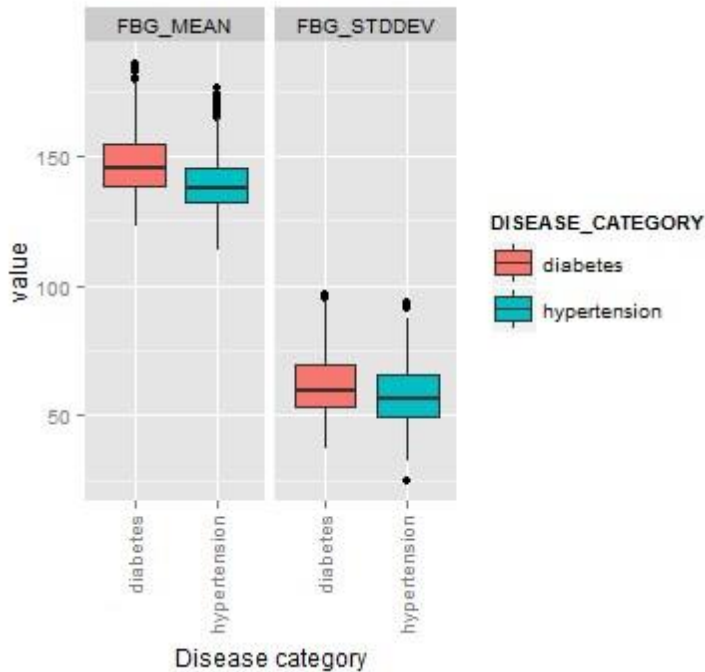 FBG_MEAN FBG_STDDEV
value
150
100
50
DISEASE_CATEGORY
diabetes
hypertension
diabetes
hypertension
diabetes
hypertension
Disease category